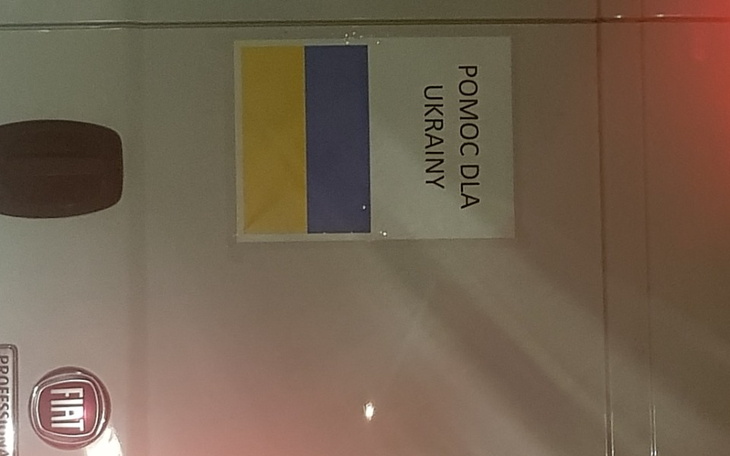 POMOC DLA
UKRAINY
FIAT